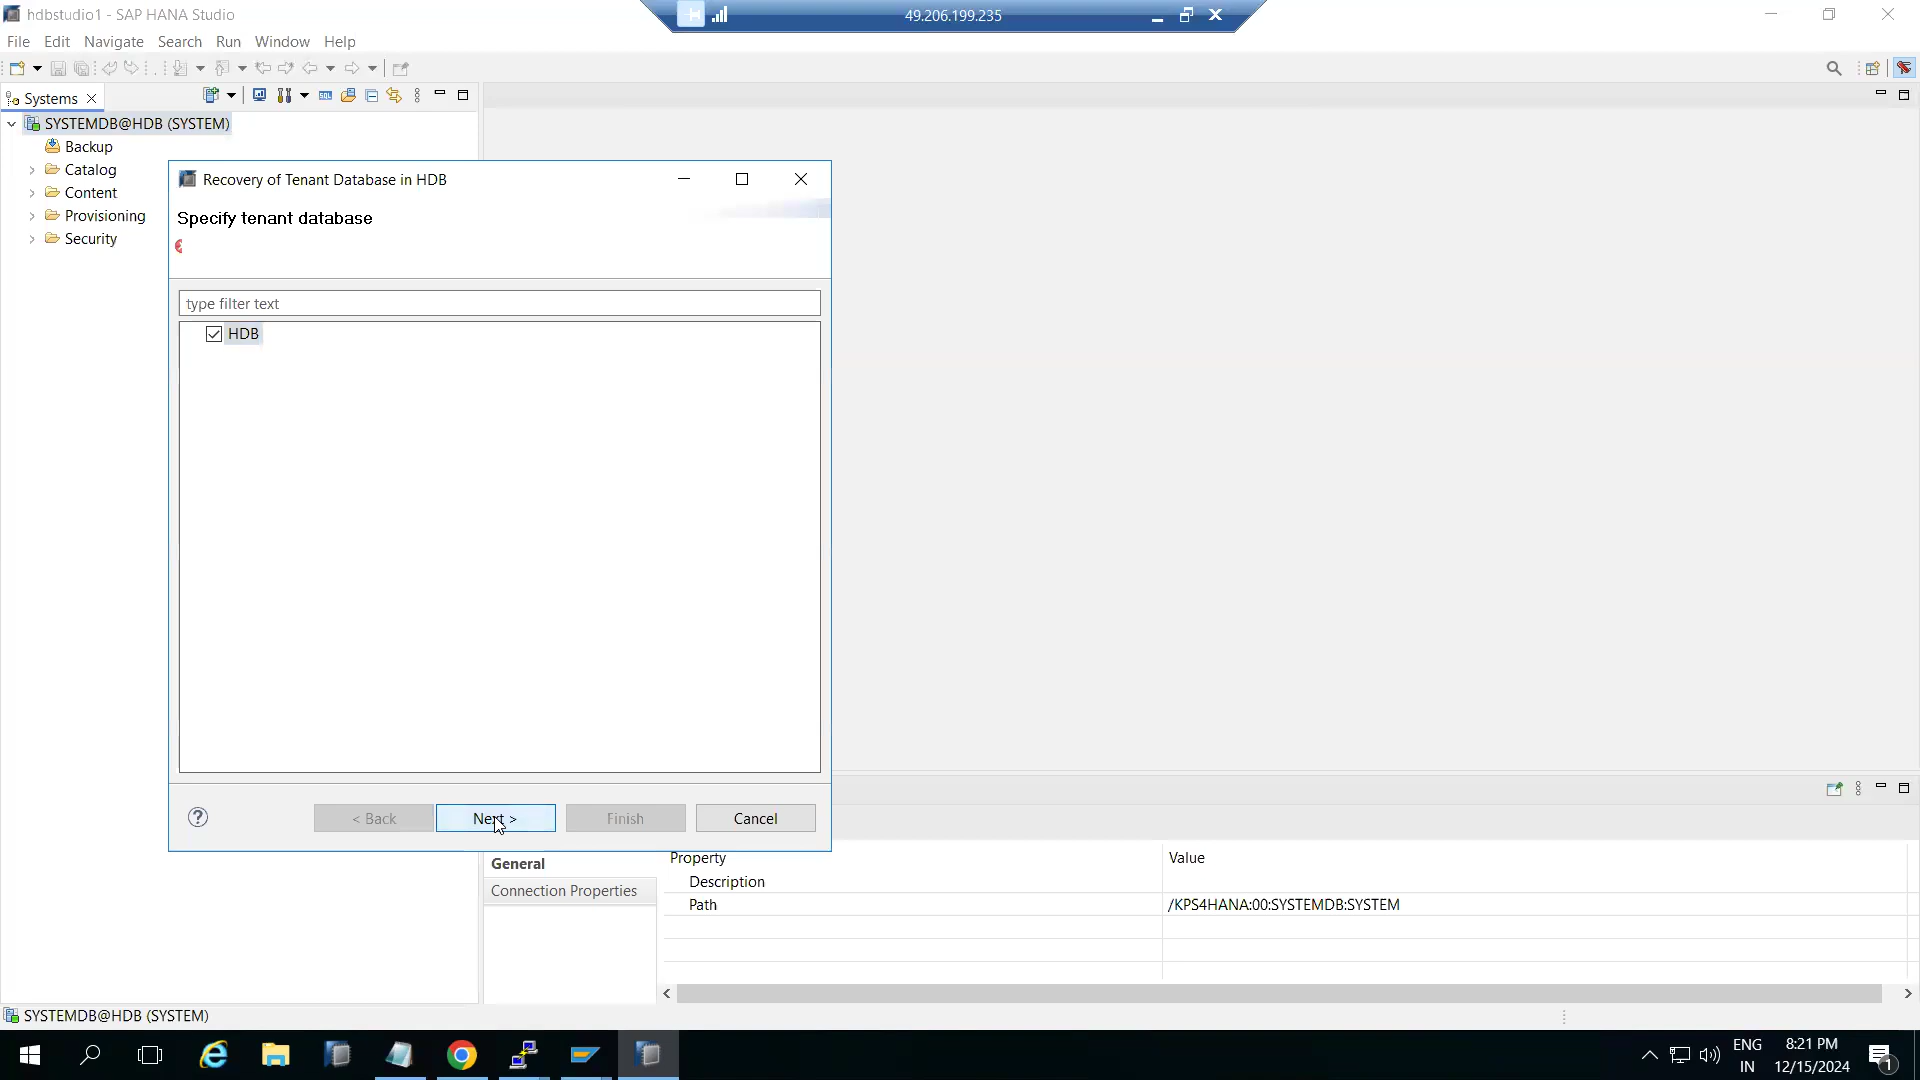 hdbstudio1 - SAP HANA Studio
49.206.199.235
File Edit Navigate Search Run Window Help
Systems
SYSTEMDB@HDB (SYSTEM)
Backup
Catalog
Content
Provisioning
Security
Recovery of Tenant Database in HDB
Specify tenant database
type filter text
HDB
< Back Next > Finish Cancel
General
Connection Properties
Property Value
Description
Path /KPS4HANA:00:SYSTEMDB:SYSTEM
SYSTEMDB@HDB (SYSTEM)
ENG 8:21 PM
IN 12/15/2024 1